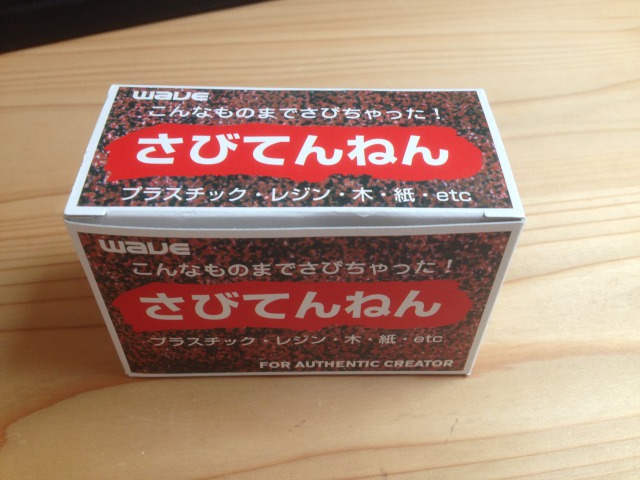 wave
こんなものまでさびちゃった！
さびてんねん
プラスチック・レジン・木・紙・etc
wave
こんなものまでさびちゃった！
さびてんねん
プラスチック・レジン・木・紙・etc
FOR AUTHENTIC CREATOR